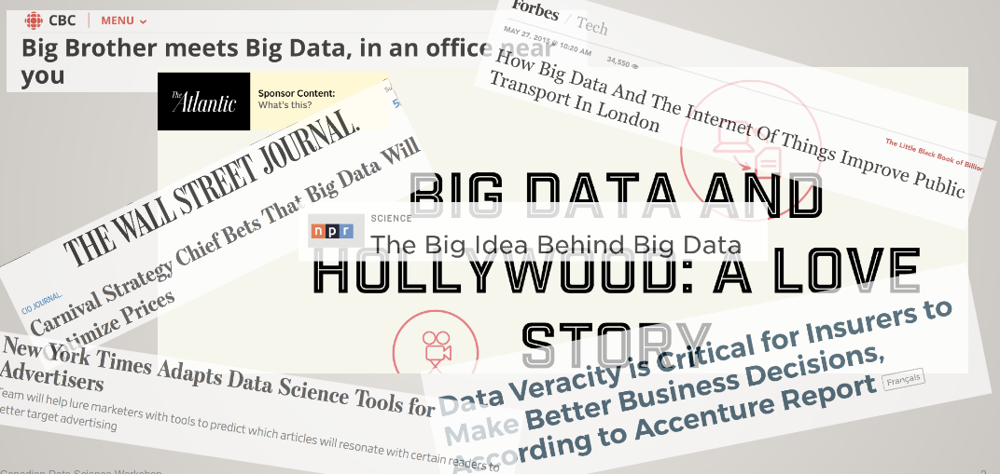 CBC | MENU
Big Brother meets Big Data, in an office near
you
Forbes / Tech
MAY 27, 2015 @ 10:20 AM 34,550
How Big Data And The Internet Of Things Improve Public
Transport In London
The Little Black Book of Billion
The Atlantic
Sponsor Content:
What's this?
THE WALL STREET JOURNAL.
CIO JOURNAL.
Carnival Strategy Chief Bets That Big Data Will
Optimize Prices
BIG DATA AND
HOLLYWOOD: A LOVE
STORY
npr
SCIENCE
The Big Idea Behind Big Data
New York Times Adapts Data Science Tools for
Advertisers
Team will help lure marketers with tools to predict which articles will resonate with certain readers to
etter target advertising
Data Veracity is Critical for Insurers to
Make Better Business Decisions,
According to Accenture Report
Français
Canadian Data Science Workshop
2